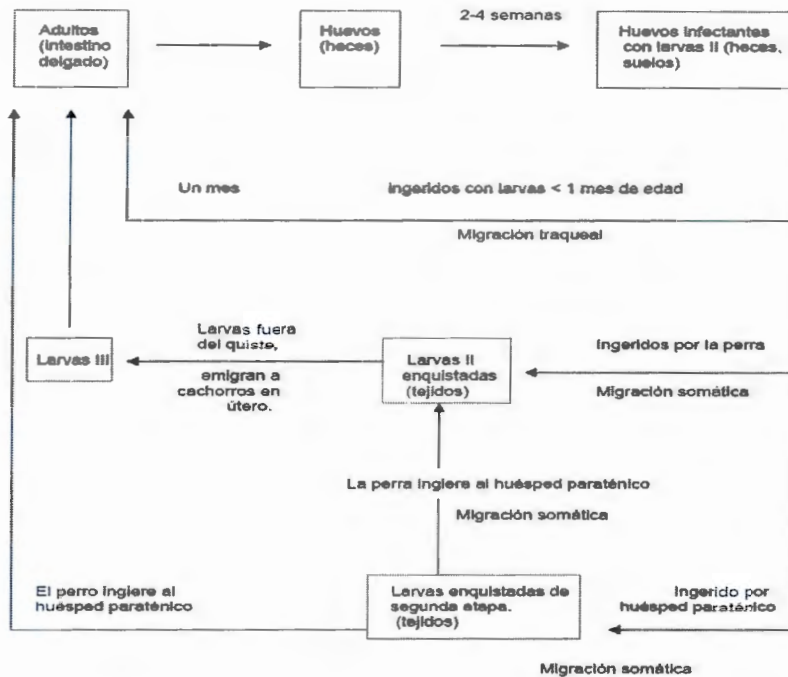 2-4 semanas
Adultos
(intestino
delgado)
Huevos
(heces)
Huevos infectantes
con larvas II (heces,
suelos)
Un mes
ingeridos con larvas < 1 mes de edad
Migración traqueal
Larvas III
Larvas fuera
del quiste,
emigran a
cachorros en
útero.
Larvas II
enquistadas
(tejidos)
Ingeridos por la perra
Migración somática
La perra ingiere al huésped paraténico
Migración somática
El perro ingiere al
huésped paraténico
Larvas enquistadas de
segunda etapa.
(tejidos)
Ingerido por
huésped paraténico
Migración somática